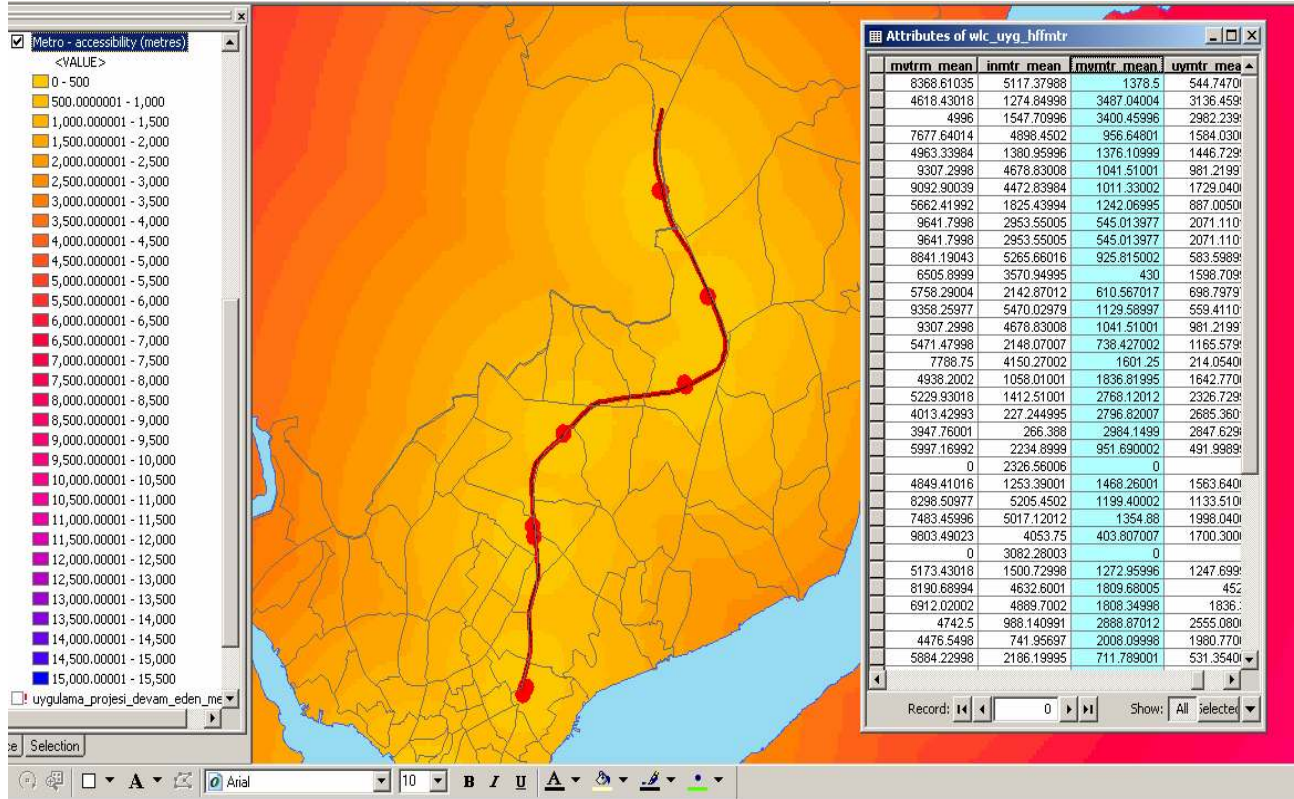 Metro - accessibility (metres)
<VALUE>
0 - 500
500.0000001 - 1,000
1,000.000001 - 1,500
1,500.000001 - 2,000
2,000.000001 - 2,500
2,500.000001 - 3,000
3,000.000001 - 3,500
3,500.000001 - 4,000
4,000.000001 - 4,500
4,500.000001 - 5,000
5,000.000001 - 5,500
5,500.000001 - 6,000
6,000.000001 - 6,500
6,500.000001 - 7,000
7,000.000001 - 7,500
7,500.000001 - 8,000
8,000.000001 - 8,500
8,500.000001 - 9,000
9,000.000001 - 9,500
9,500.000001 - 10,000
10,000.00001 - 10,500
10,500.00001 - 11,000
11,000.00001 - 11,500
11,500.00001 - 12,000
12,000.00001 - 12,500
12,500.00001 - 13,000
13,000.00001 - 13,500
13,500.00001 - 14,000
14,000.00001 - 14,500
14,500.00001 - 15,000
15,000.00001 - 15,500
uygulama_projesi_devam_eden_me
ce Selection
Attributes of wlc_uyg_hffmtr
mvtrm_mean inmtr_mean mvmtr_mean uymtr_mea
8368.61035 5117.37988 1378.5 544.7470
4618.43018 1274.84998 3487.04004 3136.459
4996 1547.70996 3400.45996 2982.239
7677.64014 4898.4502 956.64801 1584.030
4963.33984 1380.95996 1376.10999 1446.729
9307.2998 4678.83008 1041.51001 981.2199
9092.90039 4472.83984 1011.33002 1729.040
5662.41992 1825.43994 1242.06995 887.0050
9641.7998 2953.55005 545.013977 2071.110
9641.7998 2953.55005 545.013977 2071.110
8841.19043 5265.66016 925.815002 583.5989
6505.8999 3570.94995 430 1598.709
5758.29004 2142.87012 610.567017 698.7979
9358.25977 5470.02979 1129.58997 559.4110
9307.2998 4678.83008 1041.51001 981.2199
5471.47998 2148.07007 738.427002 1165.579
7788.75 4150.27002 1601.25 214.0540
4938.2002 1058.01001 1836.81995 1642.770
5229.93018 1412.51001 2768.12012 2326.729
4013.42993 227.244995 2796.82007 2685.360
3947.76001 266.388 2984.1499 2847.629
5997.16992 2234.8999 951.690002 491.9989
0 2326.56006 0
4849.41016 1253.39001 1468.26001 1563.640
8298.50977 5205.4502 1199.40002 1133.510
7483.45996 5017.12012 1354.88 1998.040
9803.49023 4053.75 403.807007 1700.300
0 3082.28003 0
5173.43018 1500.72998 1272.95996 1247.699
8190.68994 4632.6001 1809.68005 452
6912.02002 4889.7002 1808.34998 1836.
4742.5 988.140991 2888.87012 2555.080
4476.5498 741.95697 2008.09998 1980.770
5884.22998 2186.19995 711.789001 531.3540
Record: 0 Show: All Selected
A Arial 10 B I U A